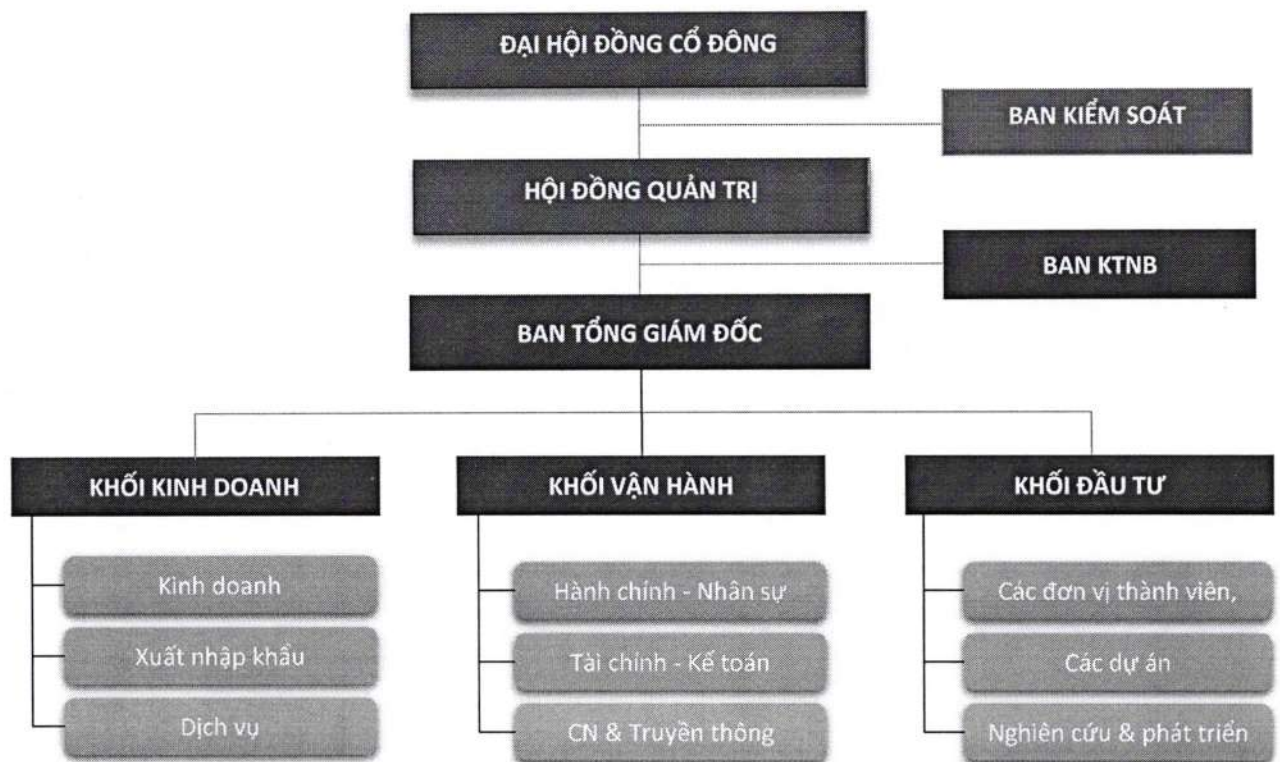 ĐẠI HỘI ĐỒNG CỔ ĐÔNG
BAN KIỂM SOÁT
HỘI ĐỒNG QUẢN TRỊ
BAN KTNB
BAN TỔNG GIÁM ĐỐC
KHỐI KINH DOANH
KHỐI VẬN HÀNH
KHỐI ĐẦU TƯ
Kinh doanh
Hành chính - Nhân sự
Các đơn vị thành viên,
Xuất nhập khẩu
Tài chính - Kế toán
Các dự án
Dịch vụ
CN & Truyền thông
Nghiên cứu & phát triển